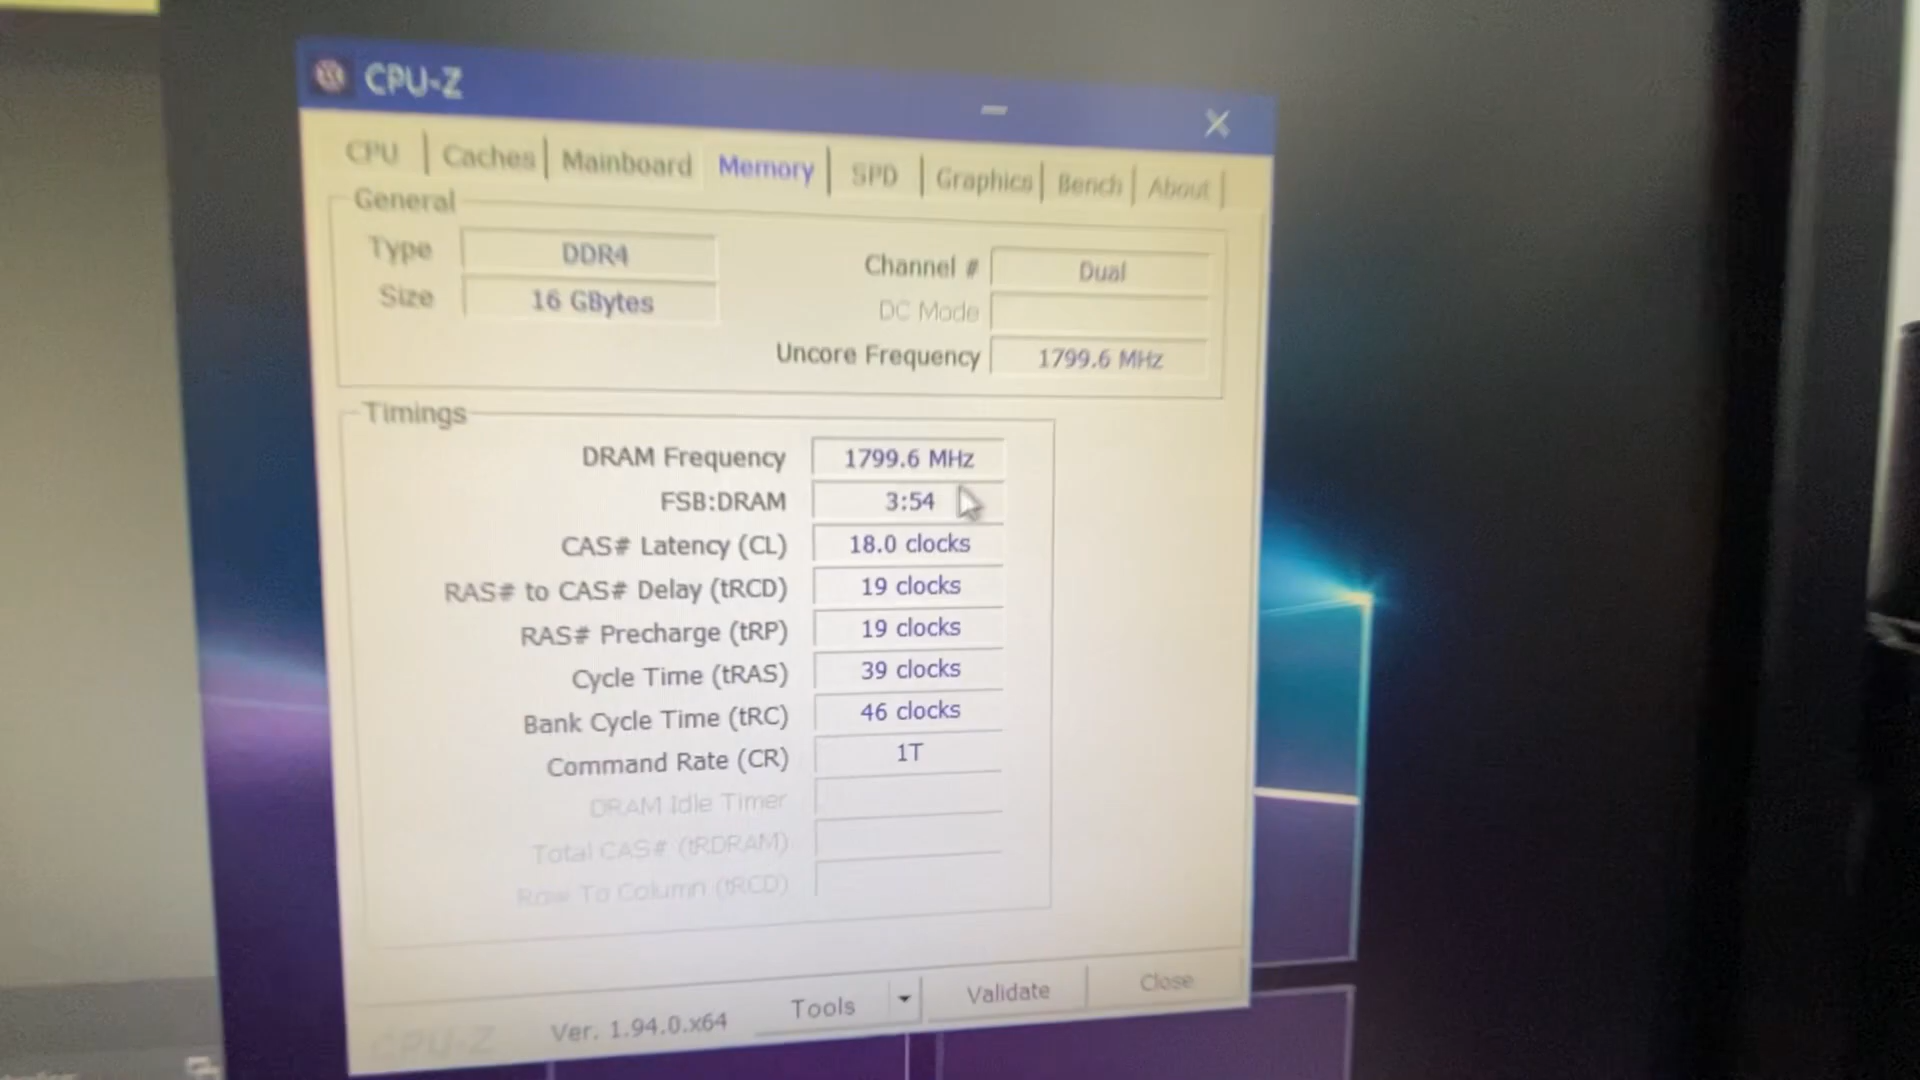 CPU-Z
CPU Caches Mainboard Memory SPD Graphics Bench About
General
Type DDR4 Channel # Dual
Size 16 GBytes DC Mode
Uncore Frequency 1799.6 MHz
Timings
DRAM Frequency 1799.6 MHz
FSB:DRAM 3:54
CAS# Latency (CL) 18.0 clocks
RAS# to CAS# Delay (tRCD) 19 clocks
RAS# Precharge (tRP) 19 clocks
Cycle Time (tRAS) 39 clocks
Bank Cycle Time (tRC) 46 clocks
Command Rate (CR) 1T
DRAM Idle Timer
Total CAS# (tRDRAM)
Row To Column (tRCD)
CPU-Z Ver. 1.94.0.x64 Tools Validate Close